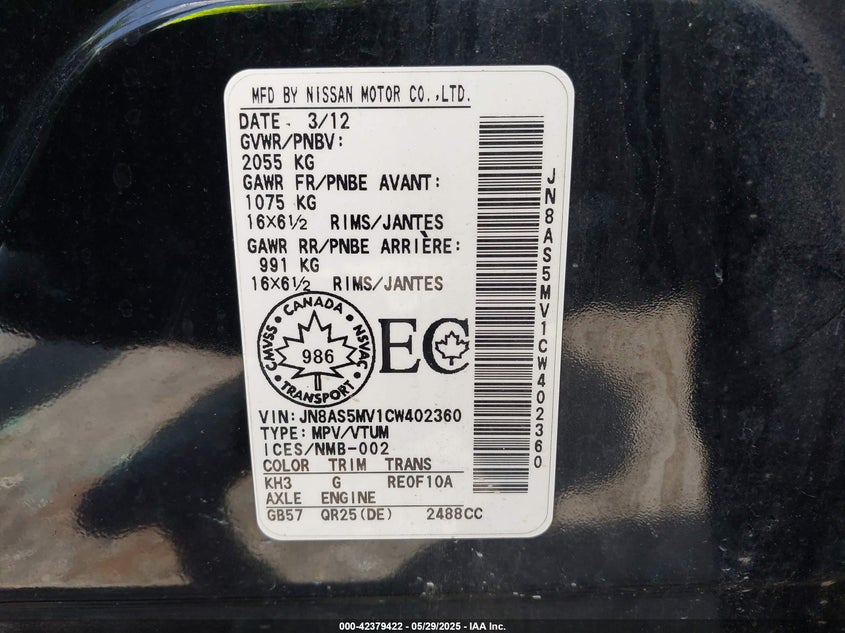 MFD BY NISSAN MOTOR CO.,LTD.
DATE. 3/12
GVWR/PNBV:
2055 KG
GAWR FR/PNBE AVANT:
1075 KG
16X6½ RIMS/JANTES
GAWR RR/PNBE ARRIÈRE:
991 KG
16X6½ RIMS/JANTES
CANADA
CMVSS
NSVAC
986
TRANSPORT
EC
VIN:JN8AS5MV1CW402360
TYPE:MPV/VTUM
ICES/NMB-002
COLOR TRIM TRANS
KH3 G RE0F10A
AXLE ENGINE
GB57 QR25(DE) 2488CC
JN8AS5MV1CW402360
000-42379422 - 05/29/2025 - IAA Inc.